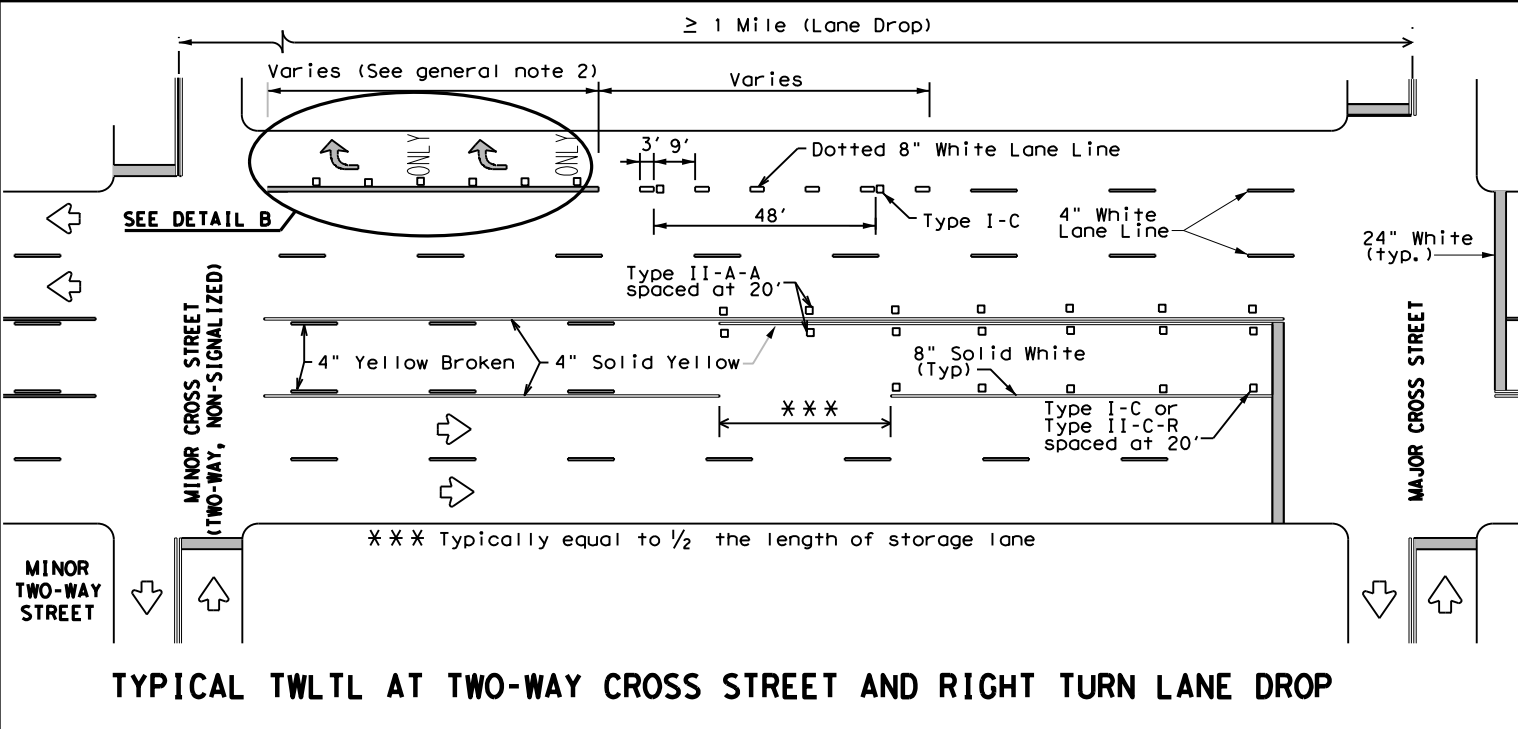 ≥ 1 Mile (Lane Drop)
Varies (See general note 2)
Varies
ONLY
ONLY
3' 9'
Dotted 8" White Lane Line
SEE DETAIL B
48'
Type I-C
4" White
Lane Line
24" White
(typ.)
Type II-A-A
spaced at 20'
MINOR CROSS STREET
(TWO-WAY, NON-SIGNALIZED)
4" Yellow Broken
4" Solid Yellow
8" Solid White
(Typ)
***
Type I-C or
Type II-C-R
spaced at 20'
MAJOR CROSS STREET
*** Typically equal to ½ the length of storage lane
MINOR
TWO-WAY
STREET
TYPICAL TWLTL AT TWO-WAY CROSS STREET AND RIGHT TURN LANE DROP